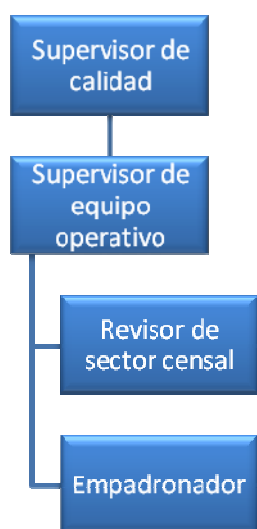 Supervisor de
calidad
Supervisor de
equipo
operativo
Revisor de
sector censal
Empadronador